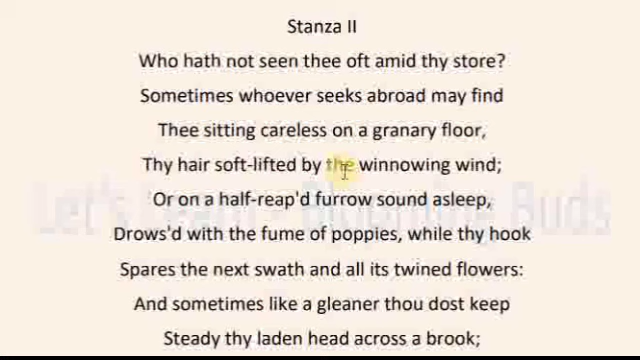 Stanza II
Who hath not seen thee oft amid thy store?
Sometimes whoever seeks abroad may find
Thee sitting careless on a granary floor,
Thy hair soft-lifted by the winnowing wind;
Or on a half-reap'd furrow sound asleep,
Drows'd with the fume of poppies, while thy hook
Spares the next swath and all its twined flowers:
And sometimes like a gleaner thou dost keep
Steady thy laden head across a brook;